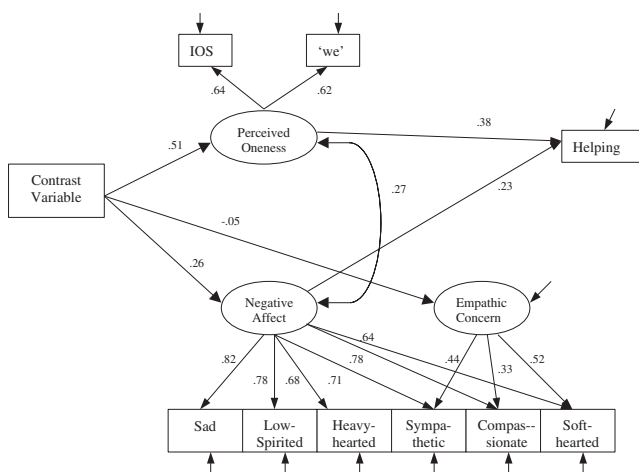 IOS
'we'
.64
.62
Perceived
Oneness
.38
Helping
.51
Contrast
Variable
.27
.23
-.05
.26
Negative
Affect
Empathic
Concern
.82
.78
.68
.71
.78
.64
.44
.33
.52
Sad
Low-
Spirited
Heavy-
hearted
Sympa-
thetic
Compas--
sionate
Soft-
hearted